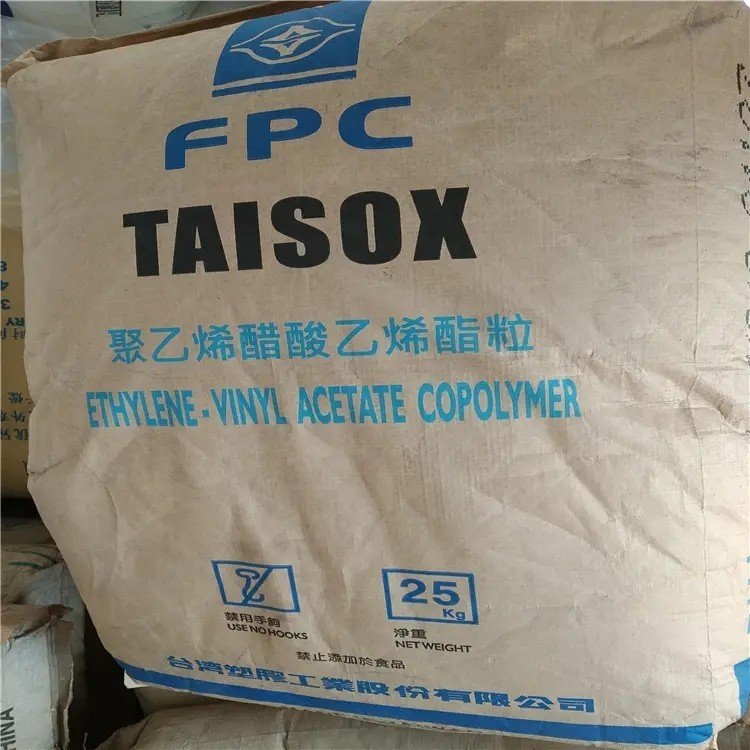 FPC
TAISOX
聚乙烯醋酸乙烯酯粒
ETHYLENE-VINYL ACETATE COPOLYMER
禁用手鈎
USE NO HOOKS
25
Kg
淨重
NET WEIGHT
禁止添加於食品
台灣塑膠工業股份有限公司